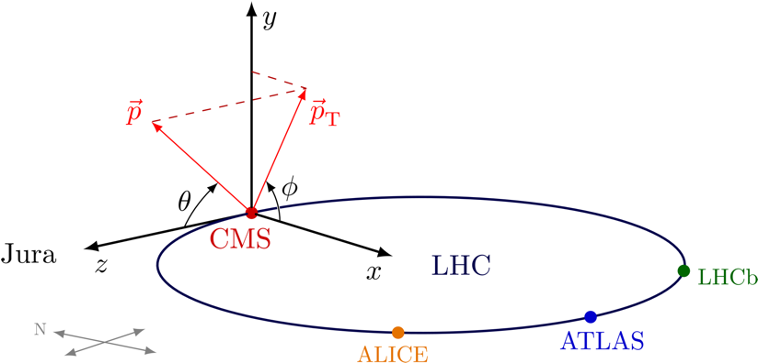 y
p⃗
p⃗T
θ
ϕ
CMS
Jura
z
x
LHC
LHCb
N
ATLAS
ALICE